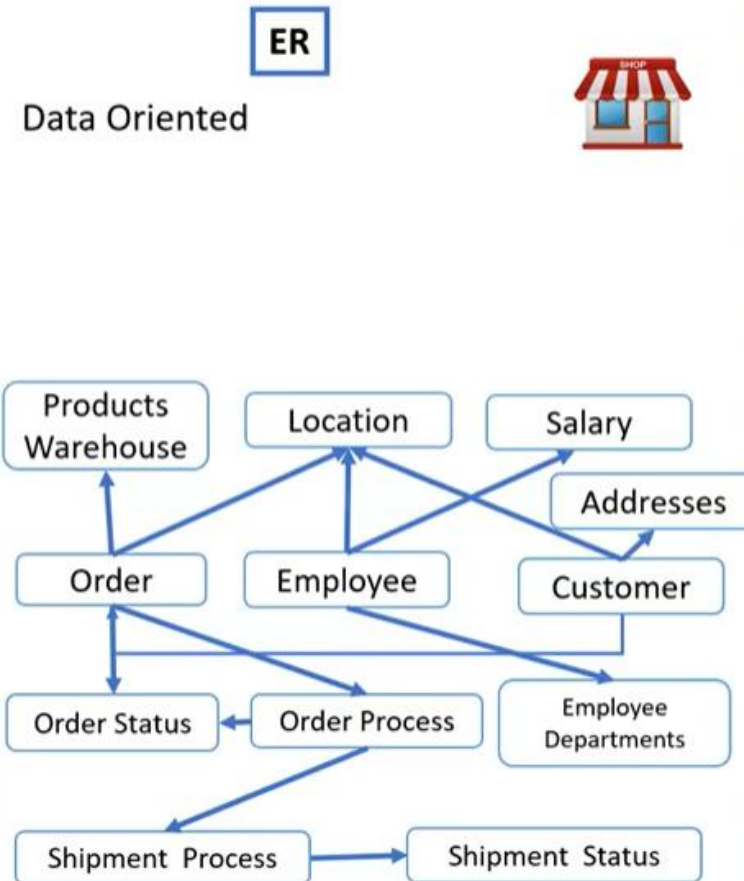 ER
SHOP
Data Oriented
Products
Warehouse
Location
Salary
Addresses
Order
Employee
Customer
Order Status
Order Process
Employee
Departments
Shipment Process
Shipment Status